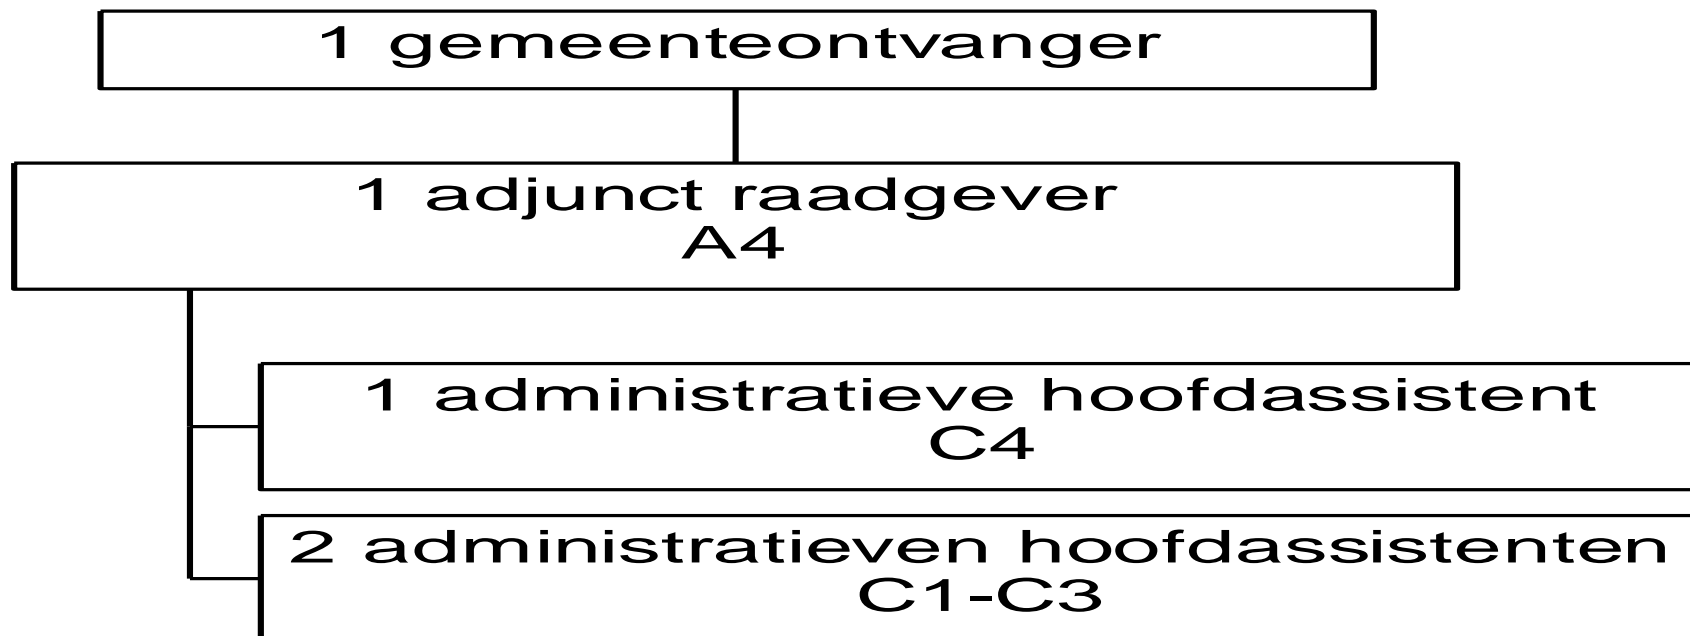 1 gemeenteontvanger
1 adjunct raadgever
A4
1 administratieve hoofdassistent
C4
2 administratieven hoofdassistenten
C1-C3